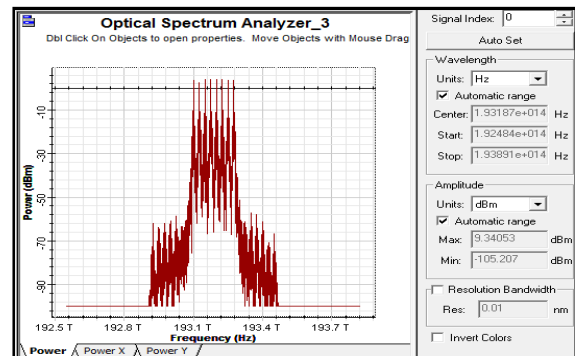 Optical Spectrum Analyzer_3
Dbl Click On Objects to open properties. Move Objects with Mouse Drag
Power (dBm)
-10
-30
-50
-70
-90
192.5 T 192.8 T 193.1 T 193.4 T 193.7 T
Frequency (Hz)
Power Power X Power Y
Signal Index: 0
Auto Set
Wavelength
Units: Hz
Automatic range
Center: 1.93187e+014 Hz
Start: 1.92484e+014 Hz
Stop: 1.93891e+014 Hz
Amplitude
Units: dBm
Automatic range
Max: 9.34053 dBm
Min: -105.207 dBm
Resolution Bandwidth
Res: 0.01 nm
Invert Colors